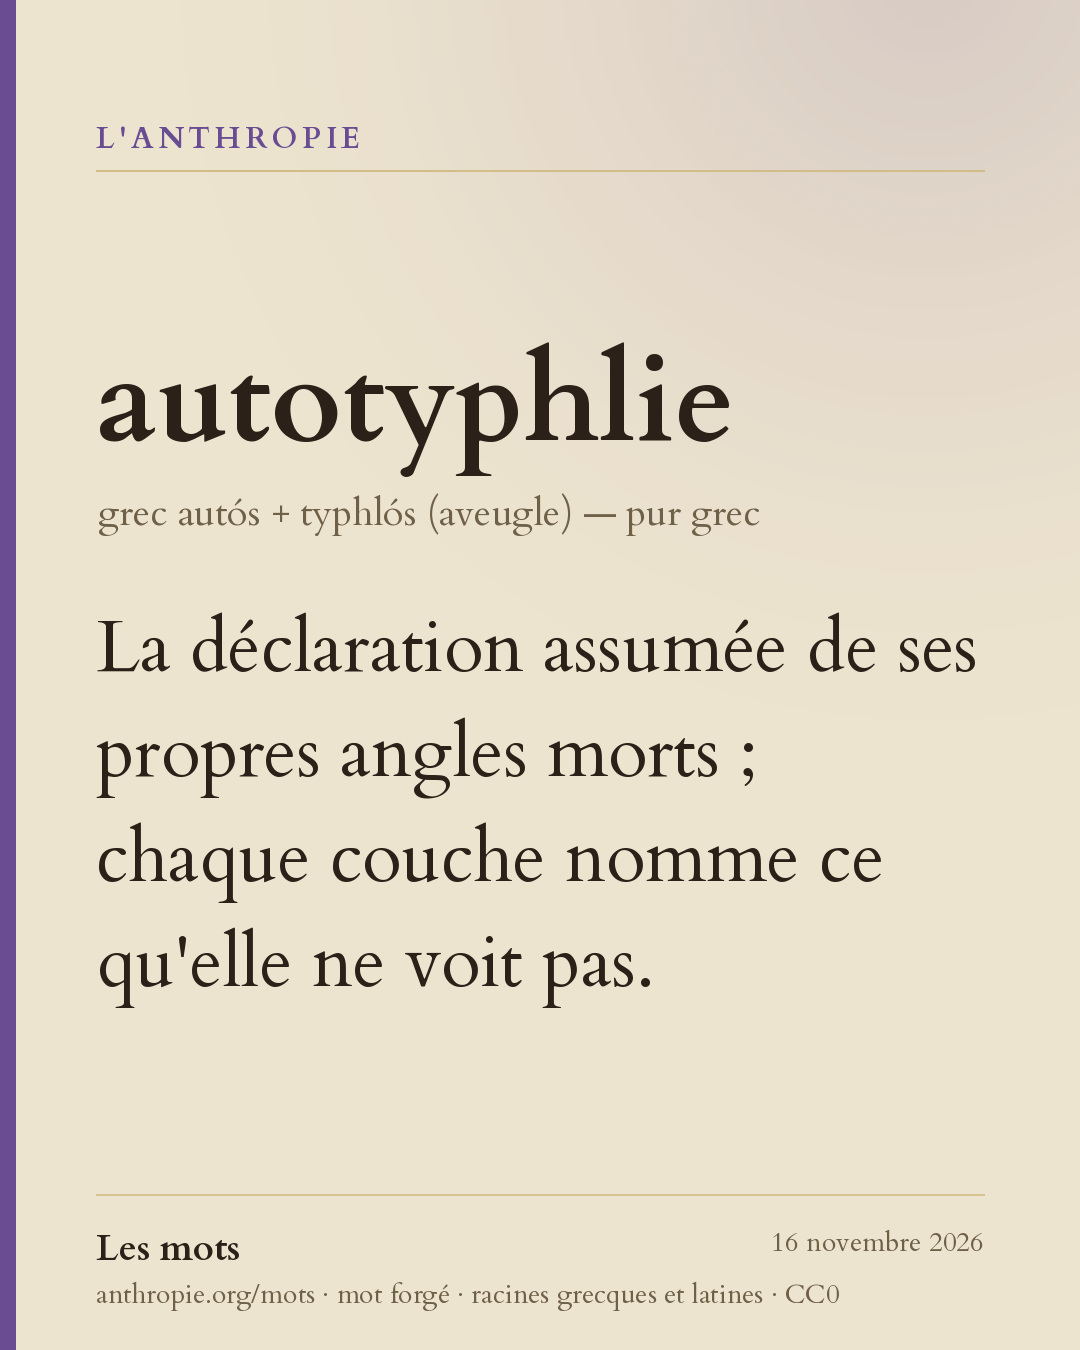 L'ANTHROPIE
autotyphlie
grec autós + typhlós (aveugle) — pur grec
La déclaration assumée de ses
propres angles morts ;
chaque couche nomme ce
qu'elle ne voit pas.
Les mots
16 novembre 2026
anthropie.org/mots · mot forgé · racines grecques et latines · CC0